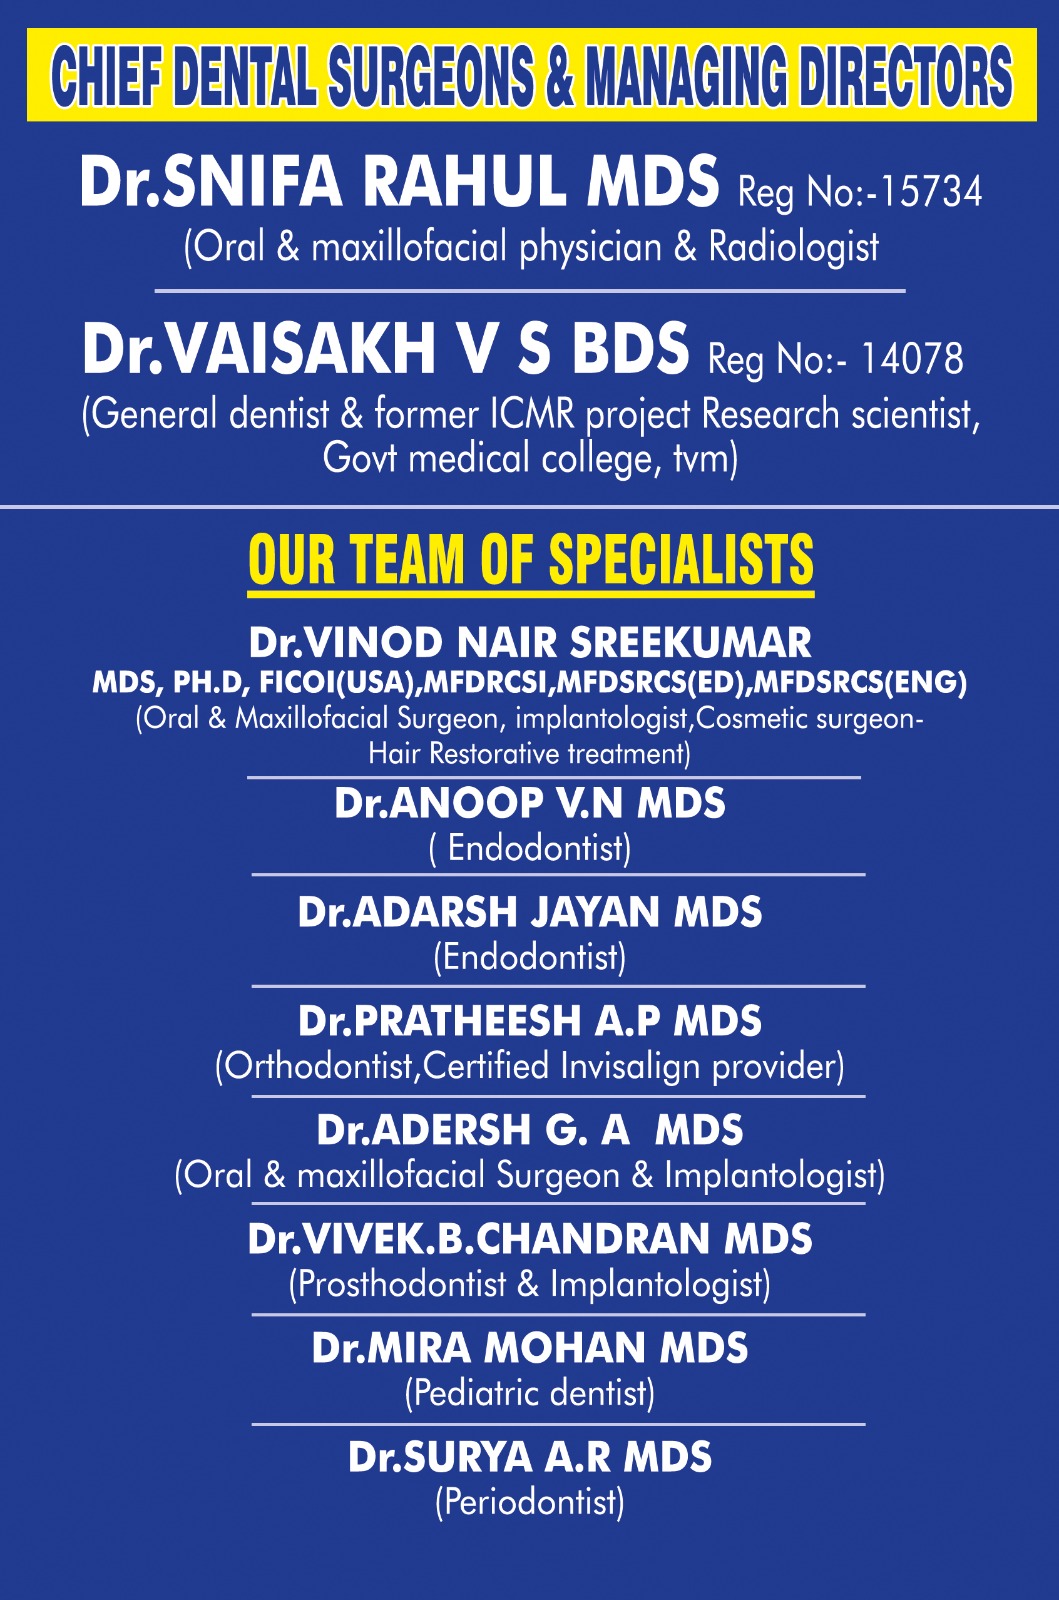 CHIEF DENTAL SURGEONS & MANAGING DIRECTORS
Dr.SNIFA RAHUL MDS Reg No:-15734
(Oral & maxillofacial physician & Radiologist
Dr.VAISAKH V S BDS Reg No:- 14078
(General dentist & former ICMR project Research scientist,
Govt medical college, tvm)
OUR TEAM OF SPECIALISTS
Dr.VINOD NAIR SREEKUMAR
MDS, PH.D, FICOI(USA),MFDRCSI,MFDSRCS(ED),MFDSRCS(ENG)
(Oral & Maxillofacial Surgeon, implantologist,Cosmetic surgeon-
Hair Restorative treatment)
Dr.ANOOP V.N MDS
( Endodontist)
Dr.ADARSH JAYAN MDS
(Endodontist)
Dr.PRATHEESH A.P MDS
(Orthodontist,Certified Invisalign provider)
Dr.ADERSH G. A  MDS
(Oral & maxillofacial Surgeon & Implantologist)
Dr.VIVEK.B.CHANDRAN MDS
(Prosthodontist & Implantologist)
Dr.MIRA MOHAN MDS
(Pediatric dentist)
Dr.SURYA A.R MDS
(Periodontist)